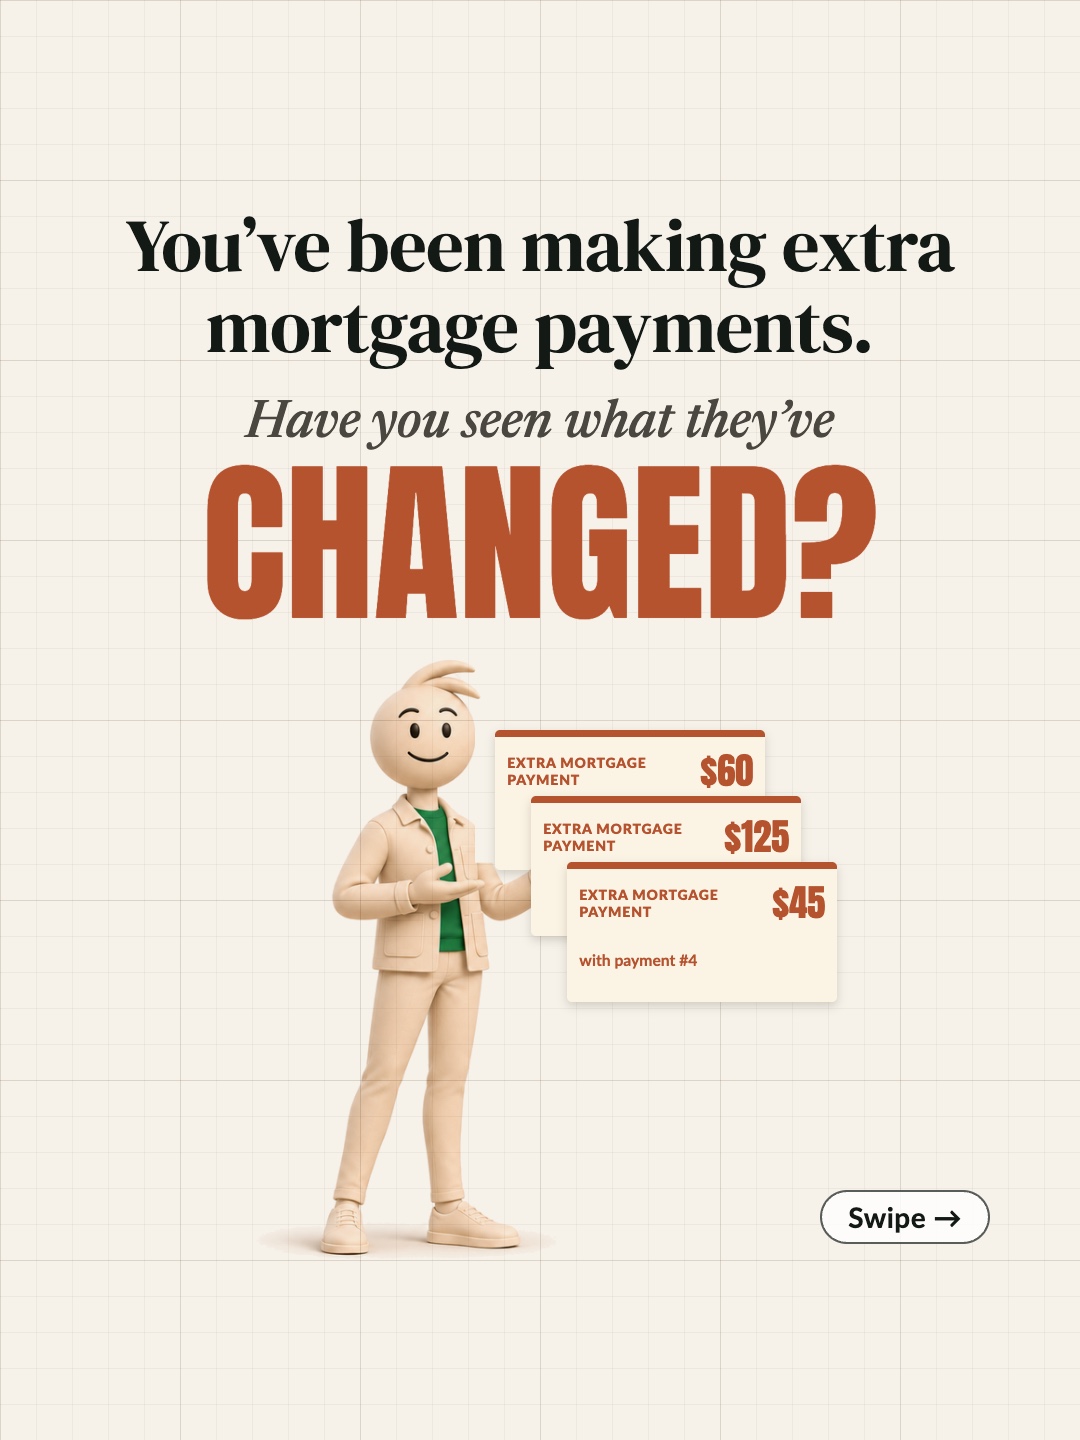 You’ve been making extra
mortgage payments.
Have you seen what they’ve
CHANGED?
EXTRA MORTGAGE
PAYMENT
$60
EXTRA MORTGAGE
PAYMENT
$125
EXTRA MORTGAGE
PAYMENT
$45
with payment #4
Swipe →